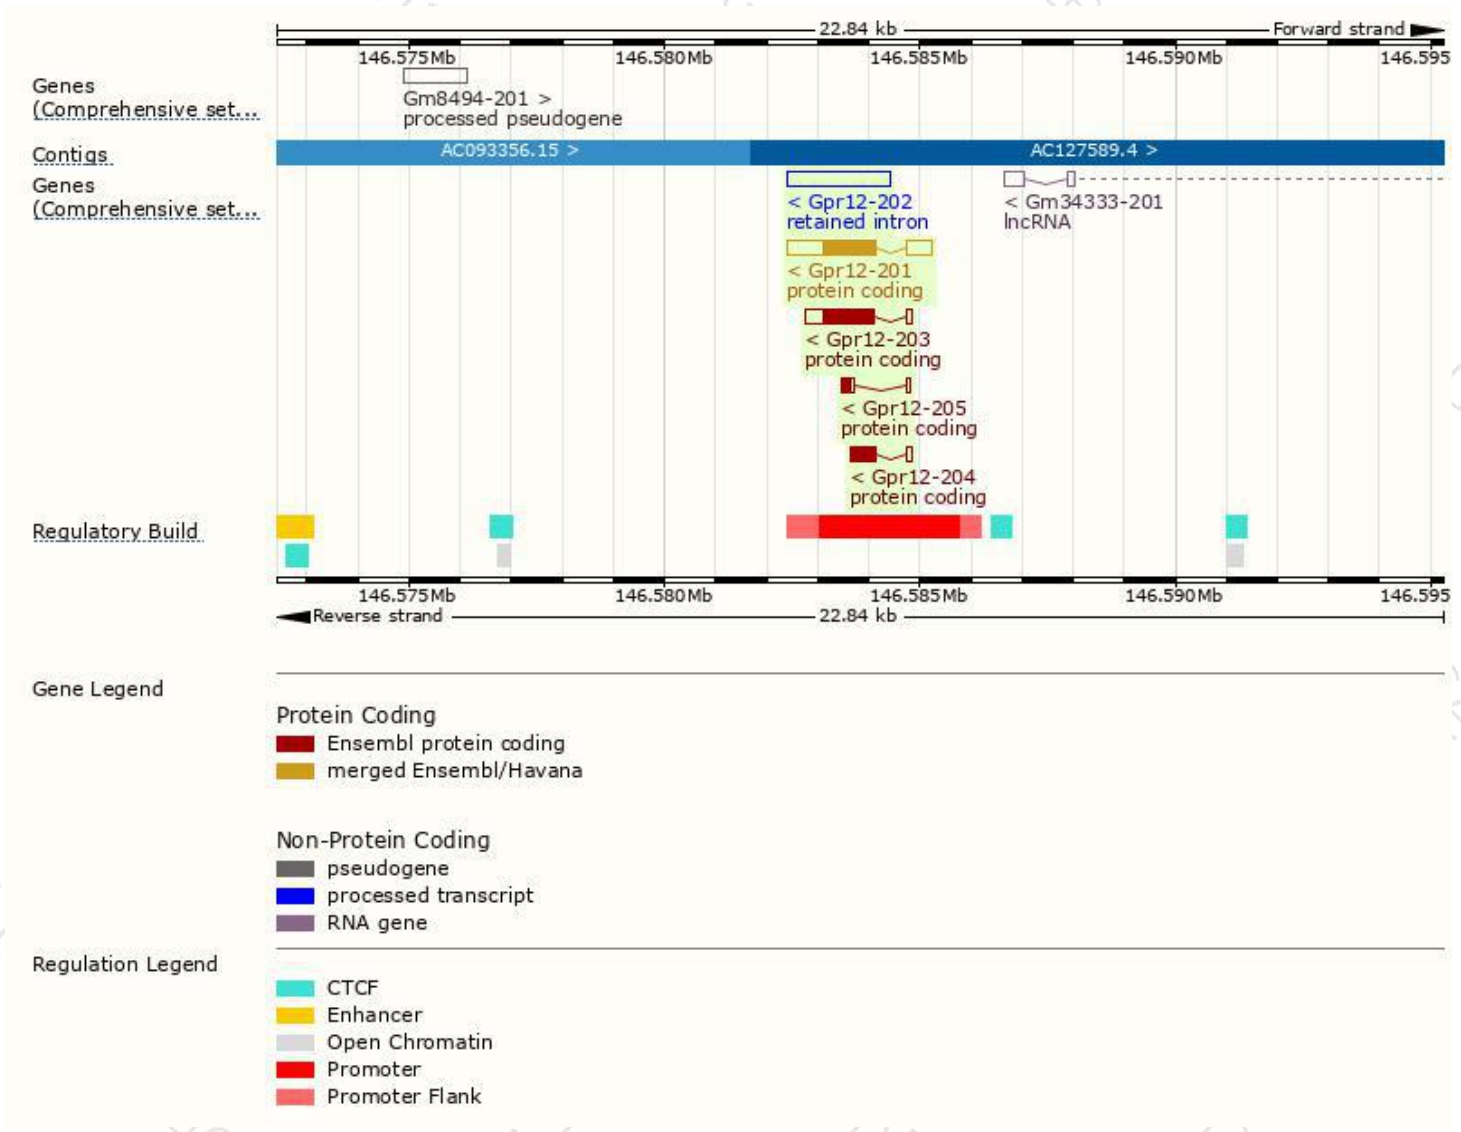 22.84 kb Forward strand
146.575Mb 146.580Mb 146.585Mb 146.590Mb 146.595
Genes
(Comprehensive set...
Gm8494-201 >
processed pseudogene
Contigs AC093356.15 > AC127589.4 >
Genes
(Comprehensive set...
< Gpr12-202 < Gm34333-201
retained intron lncRNA
< Gpr12-201
protein coding
< Gpr12-203
protein coding
< Gpr12-205
protein coding
< Gpr12-204
protein coding
Regulatory Build
146.575Mb 146.580Mb 146.585Mb 146.590Mb 146.595
Reverse strand 22.84 kb
Gene Legend
Protein Coding
Ensembl protein coding
merged Ensembl/Havana
Non-Protein Coding
pseudogene
processed transcript
RNA gene
Regulation Legend
CTCF
Enhancer
Open Chromatin
Promoter
Promoter Flank